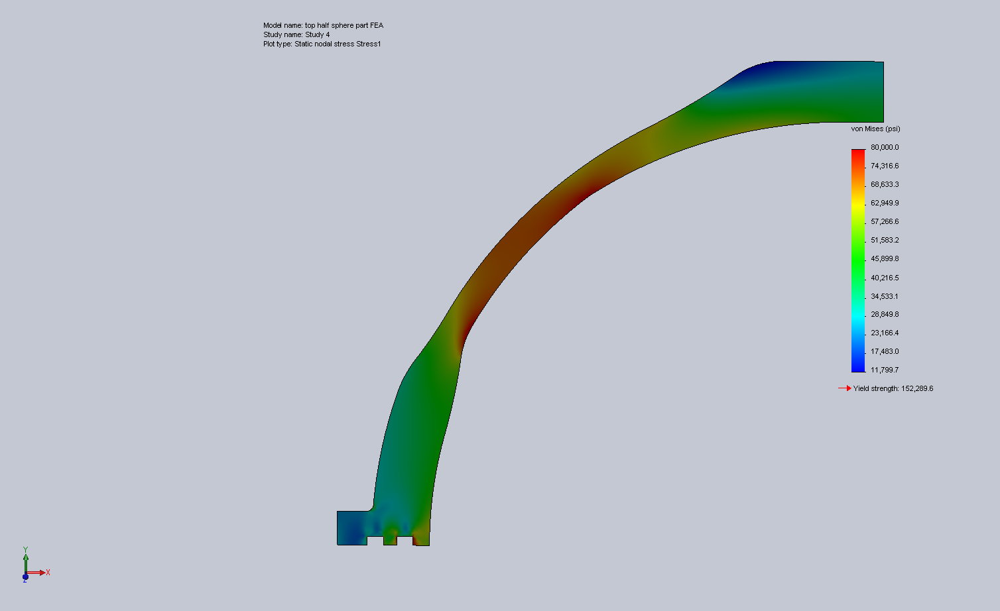 Model name: top half sphere part FEA
Study name: Study 4
Plot type: Static nodal stress Stress1
von Mises (psi)
80,000.0
74,316.6
68,633.3
62,949.9
57,266.6
51,583.2
45,899.8
40,216.5
34,533.1
28,849.8
23,166.4
17,483.0
11,799.7
Yield strength: 152,289.6
Y
X
Z